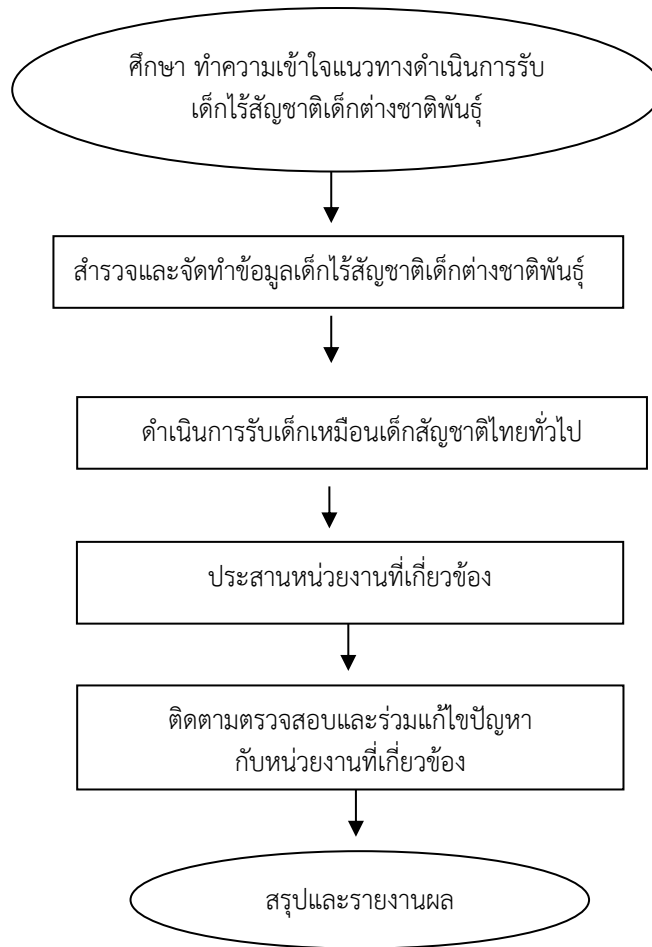 ศึกษา ทำความเข้าใจแนวทางดำเนินการรับ
เด็กไร้สัญชาติเด็กต่างชาติพันธุ์
สำรวจและจัดทำข้อมูลเด็กไร้สัญชาติเด็กต่างชาติพันธุ์
ดำเนินการรับเด็กเหมือนเด็กสัญชาติไทยทั่วไป
ประสานหน่วยงานที่เกี่ยวข้อง
ติดตามตรวจสอบและร่วมแก้ไขปัญหา
กับหน่วยงานที่เกี่ยวข้อง
สรุปและรายงานผล